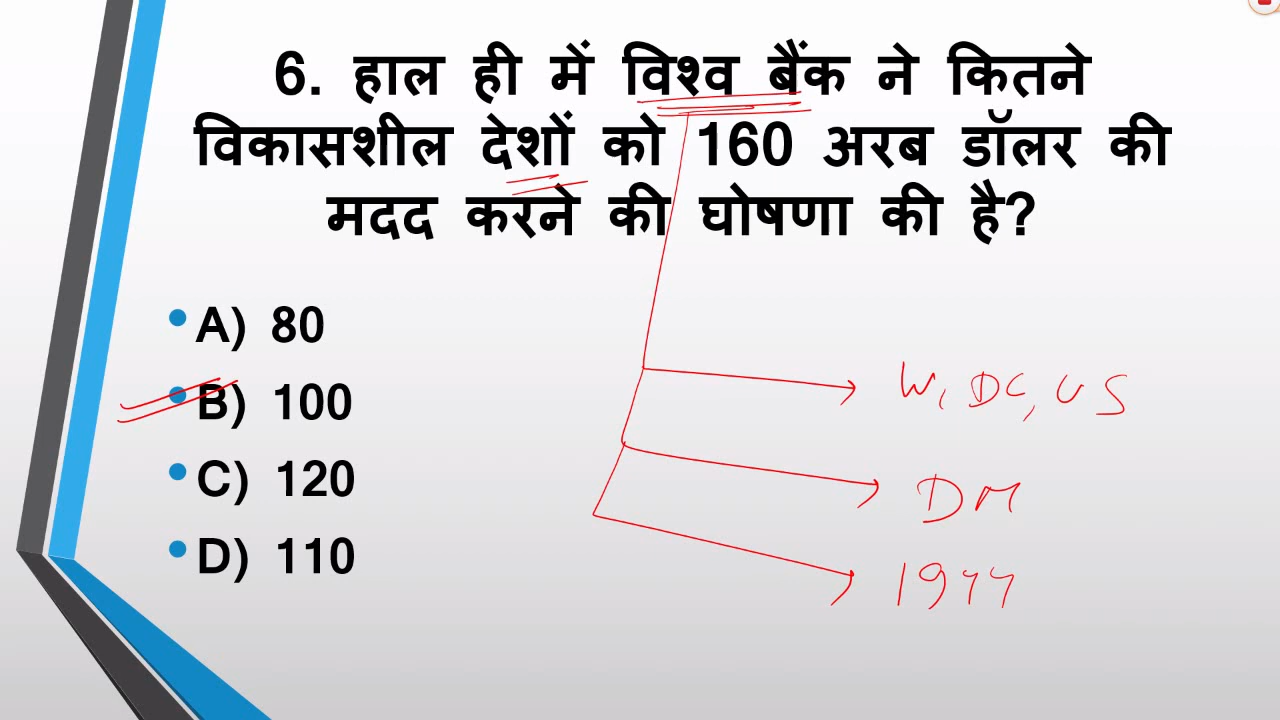 6. हाल ही में विश्व बैंक ने कितने
विकासशील देशों को 160 अरब डॉलर की
मदद करने की घोषणा की है?
A) 80
B) 100
C) 120
D) 110
W, DC, US
DM
1944